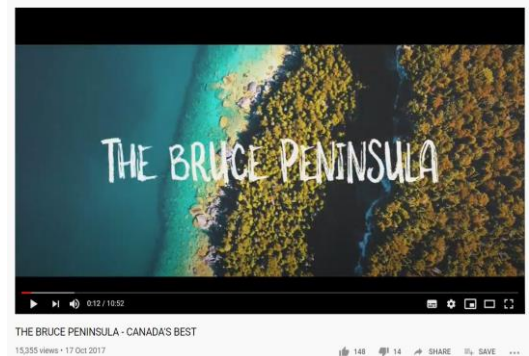 THE BRUCE PENINSULA
0:12 / 10:52
THE BRUCE PENINSULA - CANADA'S BEST
15,355 views • 17 Oct 2017 148 14 SHARE SAVE